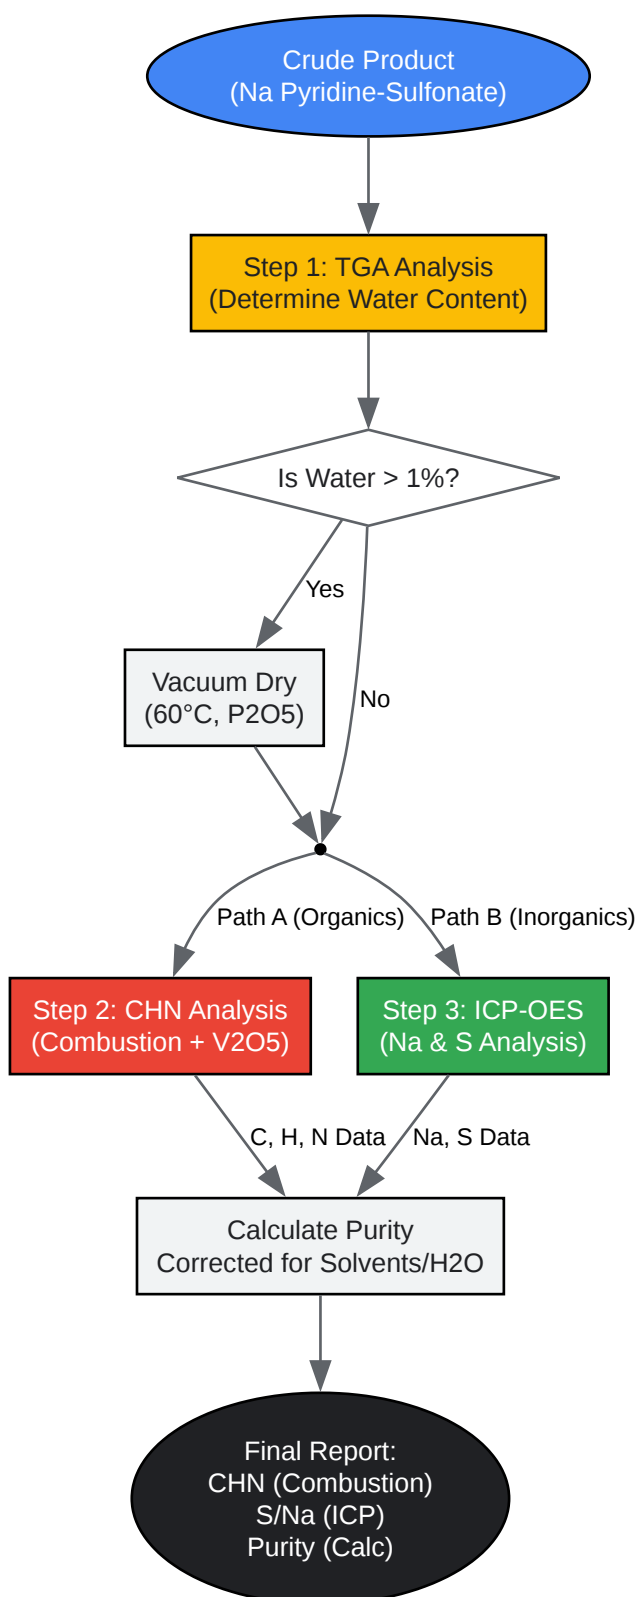 Crude Product
(Na Pyridine-Sulfonate)
Step 1: TGA Analysis
(Determine Water Content)
Is Water > 1%?
Yes
Vacuum Dry
(60°C, P2O5)
No
Path A (Organics)
Path B (Inorganics)
Step 2: CHN Analysis
(Combustion + V2O5)
Step 3: ICP-OES
(Na & S Analysis)
C, H, N Data
Na, S Data
Calculate Purity
Corrected for Solvents/H2O
Final Report:
CHN (Combustion)
S/Na (ICP)
Purity (Calc)